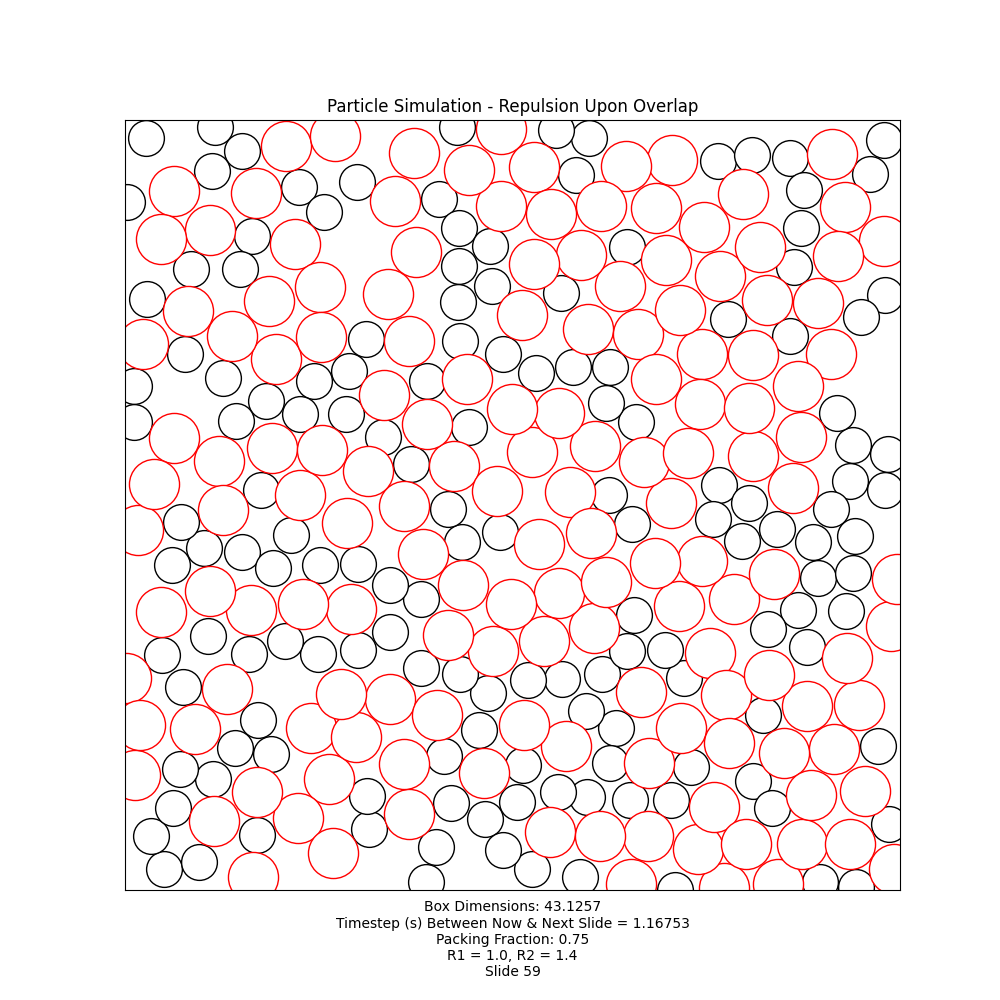 Particle Simulation - Repulsion Upon Overlap
Box Dimensions: 43.1257
Timestep (s) Between Now & Next Slide = 1.16753
Packing Fraction: 0.75
R1 = 1.0, R2 = 1.4
Slide 59